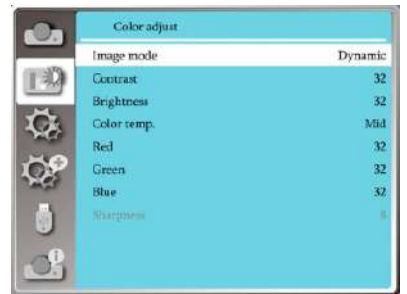 Color adjust
Image mode Dynamic
Contrast 32
Brightness 32
Color temp. Mid
Red 32
Green 32
Blue 32
Sharpness 8